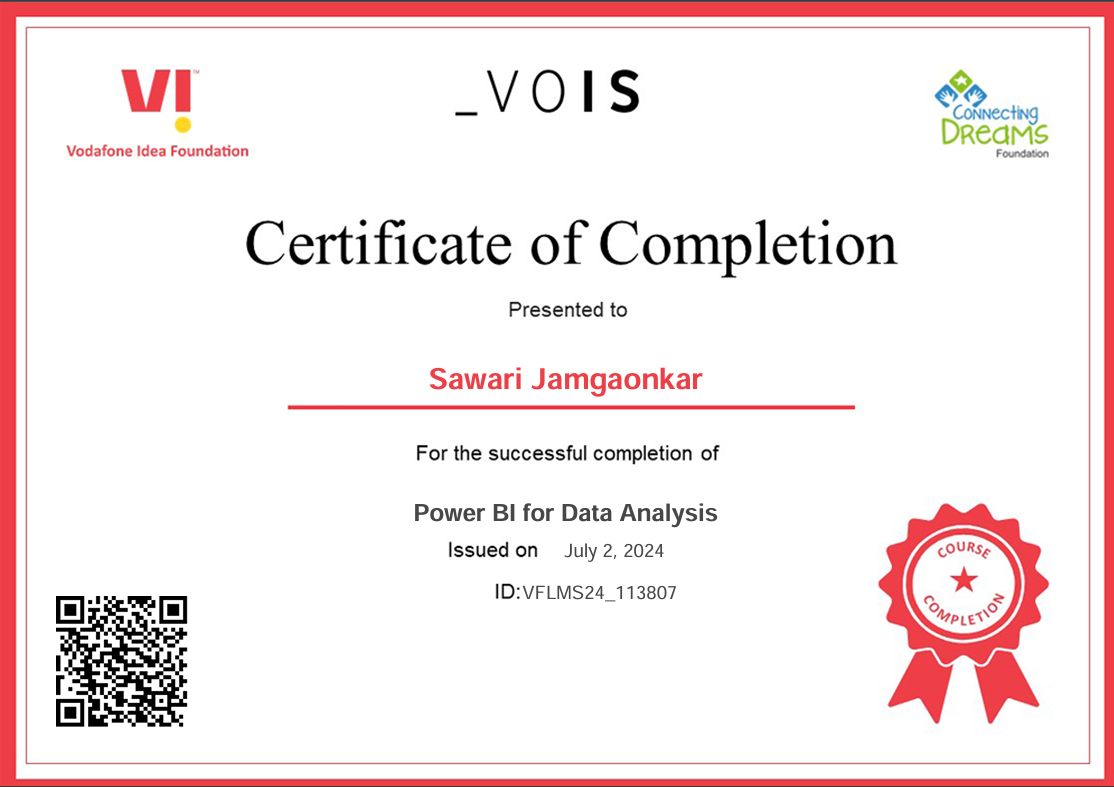 VI™
Vodafone Idea Foundation
_VOIS
Connecting
Dreams
Foundation
Certificate of Completion
Presented to
Sawari Jamgaonkar
For the successful completion of
Power BI for Data Analysis
Issued on July 2, 2024
ID:VFLMS24_113807
COURSE
COMPLETION